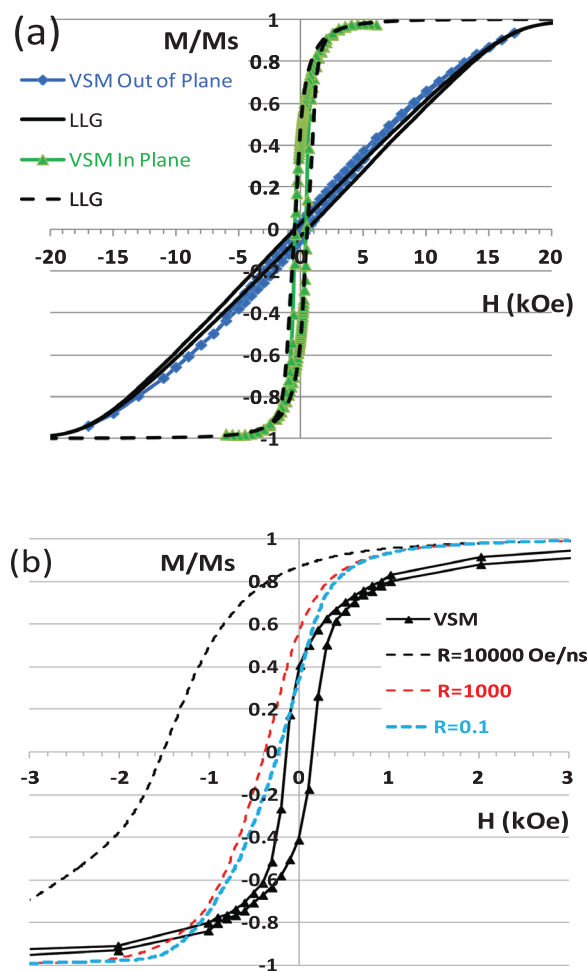 (a)
M/Ms
VSM Out of Plane
LLG
VSM In Plane
LLG
1
0.8
0.6
0.4
0.2
0
-0.2
-0.4
-0.6
-0.8
-1
-20 -15 -10 -5 0 5 10 15 20
H (kOe)
(b)
M/Ms
VSM
R=10000 Oe/ns
R=1000
R=0.1
1
0.8
0.6
0.4
0.2
0
-0.2
-0.4
-0.6
-0.8
-1
-3 -2 -1 0 1 2 3
H (kOe)